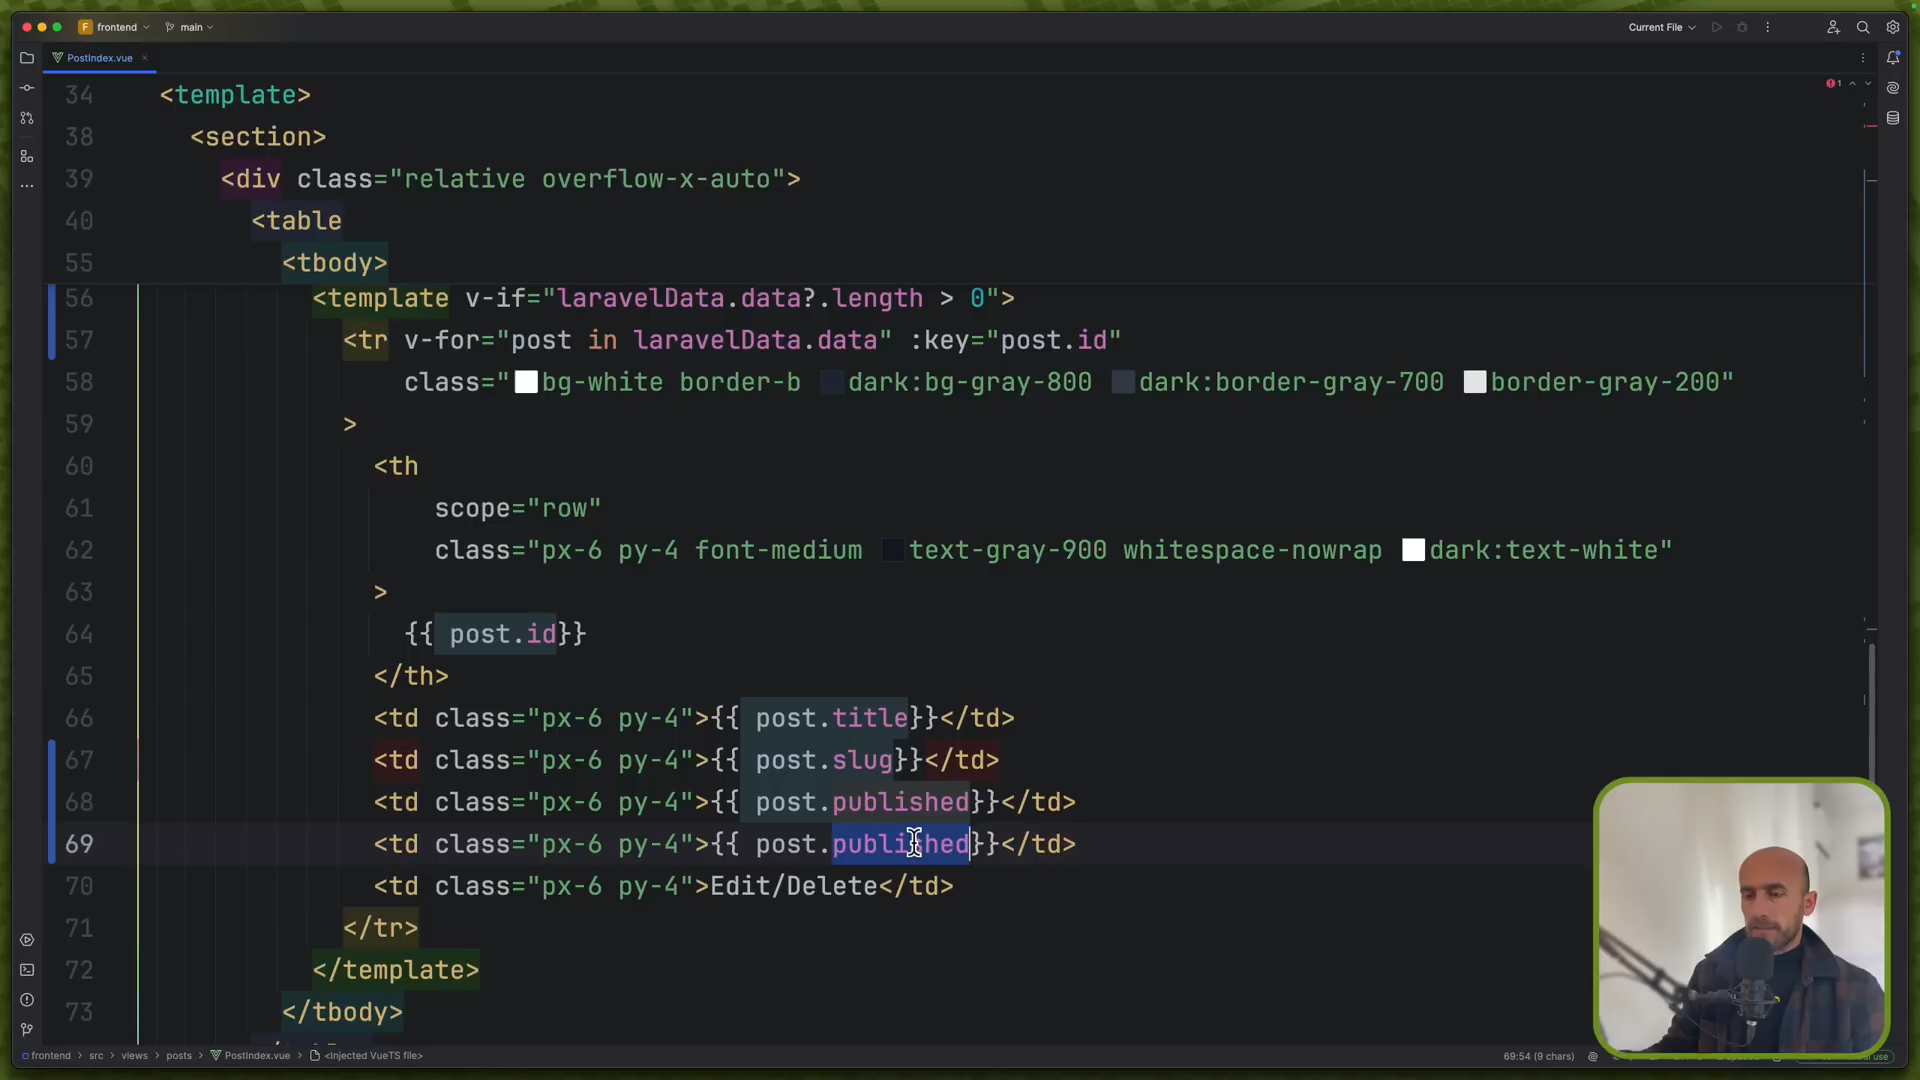 F frontend main Current File
PostIndex.vue
34 <template>
1
38 <section>
39 <div class="relative overflow-x-auto">
40 <table
55 <tbody>
56 <template v-if="laravelData.data?.length > 0">
57 <tr v-for="post in laravelData.data" :key="post.id"
58 class="bg-white border-b dark:bg-gray-800 dark:border-gray-700 border-gray-200"
59 >
60 <th
61 scope="row"
62 class="px-6 py-4 font-medium text-gray-900 whitespace-nowrap dark:text-white"
63 >
64 {{ post.id}}
65 </th>
66 <td class="px-6 py-4">{{ post.title}}</td>
67 <td class="px-6 py-4">{{ post.slug}}</td>
68 <td class="px-6 py-4">{{ post.published}}</td>
69 <td class="px-6 py-4">{{ post.published}}</td>
70 <td class="px-6 py-4">Edit/Delete</td>
71 </tr>
72 </template>
73 </tbody>
frontend src views posts PostIndex.vue <Injected VueTS file> 69:54 (9 chars)